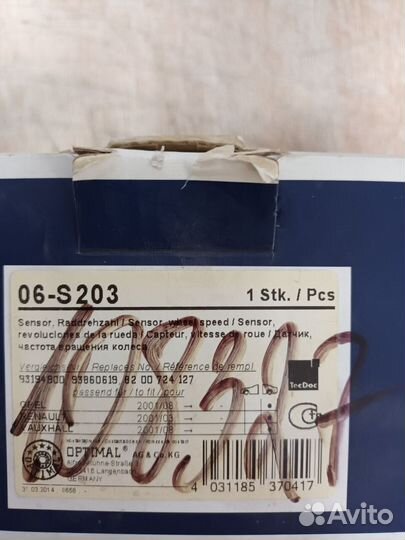 06-S203 1 Stk. / Pcs
Sensor, Raddrehzahl / Sensor, wheel speed / Sensor,
revoluciones de la rueda / Capteur, vitesse de roue / Датчик,
частота вращения колеса
Replaces No / Référence de rempl.
93194800 93860619 82 00 724 127
passend für / to fit / pour
TecDoc
OPEL 2001/08
RENAULT 2001/03
VAUXHALL 2001/08
OPTIMAL® AG & Co. KG
Langenbach
GERMANY
31.03.2014
4 031185 370417
Avito